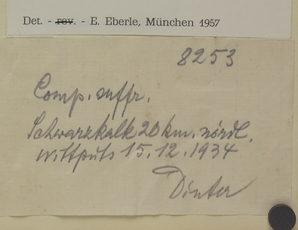 Det. - rev. - E. Eberle, München 1957
8253
Comp. suffr.
Schwarzkalk 20 km. nördl.
Wittputs 15.12.1934
Dinter